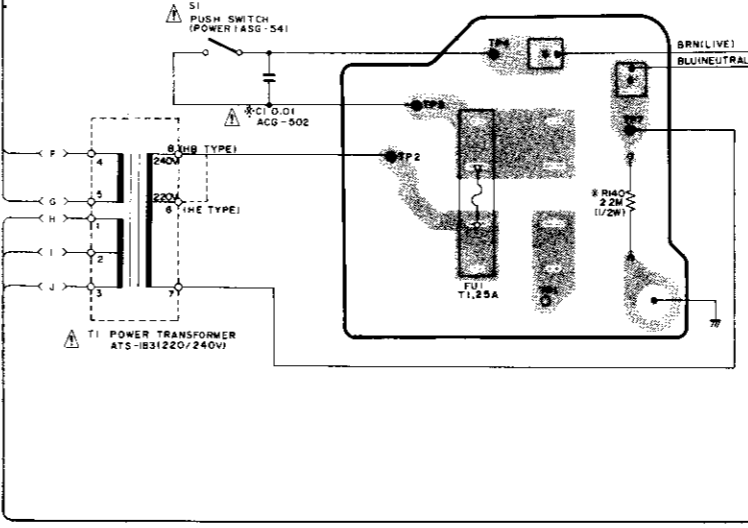 S1
PUSH SWITCH
(POWER) ASG-541
TP4
BRN(LIVE)
BLU(NEUTRAL
※C1 0.01
ACG-502
TP3
TP7
F
4
8 (HB TYPE)
240V
TP2
220V
G
5
6 (HE TYPE)
H
1
※R140
2.2M
(1/2W)
I
2
J
3
7
FU1
T1.25A
TP1
T1 POWER TRANSFORMER
ATS-183(220/240V)